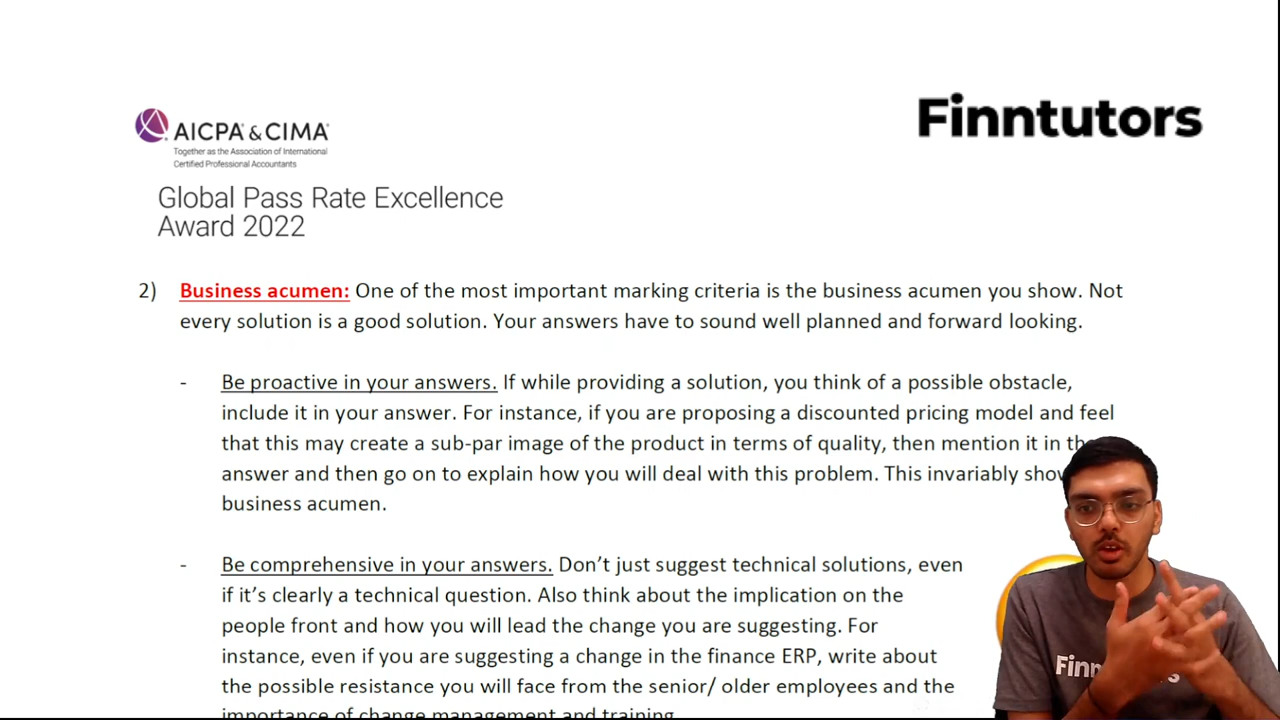 Finntutors
AICPA® & CIMA®
Together as the Association of International
Certified Professional Accountants
Global Pass Rate Excellence
Award 2022
2) Business acumen: One of the most important marking criteria is the business acumen you show. Not
every solution is a good solution. Your answers have to sound well planned and forward looking.
- Be proactive in your answers. If while providing a solution, you think of a possible obstacle,
include it in your answer. For instance, if you are proposing a discounted pricing model and feel
that this may create a sub-par image of the product in terms of quality, then mention it in
answer and then go on to explain how you will deal with this problem. This invariably
business acumen.
- Be comprehensive in your answers. Don’t just suggest technical solutions, even
if it’s clearly a technical question. Also think about the implication on the
people front and how you will lead the change you are suggesting. For
instance, even if you are suggesting a change in the finance ERP, write about
the possible resistance you will face from the senior/ older employees and the
importance of change management and training.